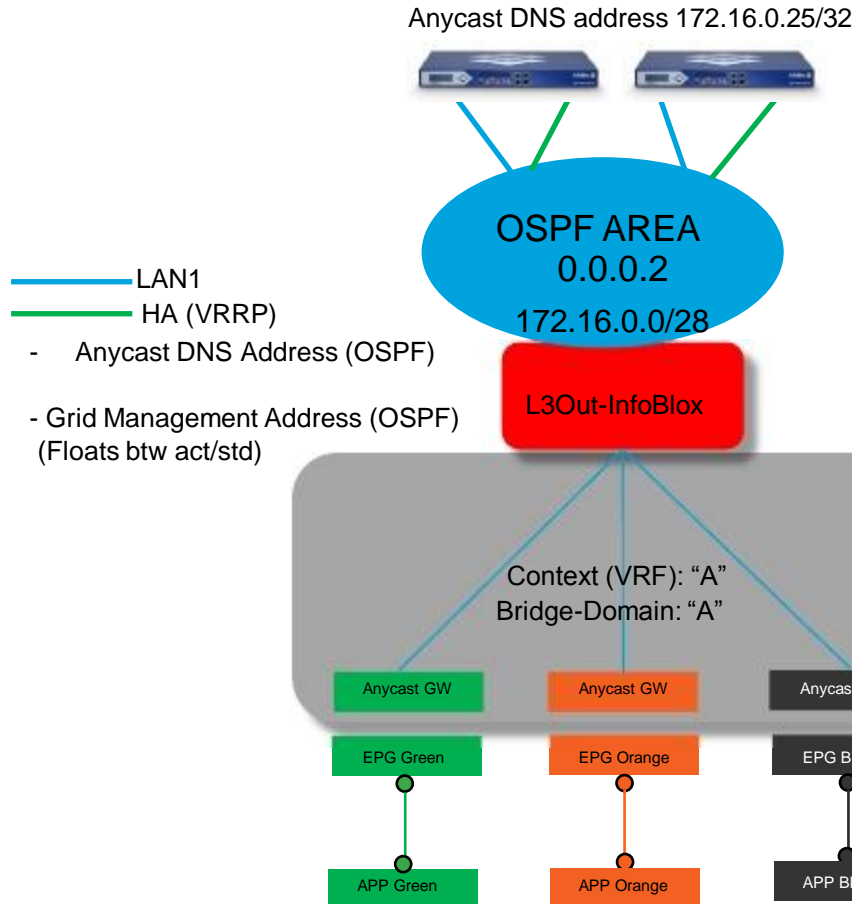 Anycast DNS address 172.16.0.25/32
OSPF AREA
0.0.0.2
172.16.0.0/28
LAN1
HA (VRRP)
- Anycast DNS Address (OSPF)
- Grid Management Address (OSPF)
(Floats btw act/std)
L3Out-InfoBlox
Context (VRF): “A”
Bridge-Domain: “A”
Anycast GW
Anycast GW
EPG Green
EPG Orange
EPG
APP Green
APP Orange
APP